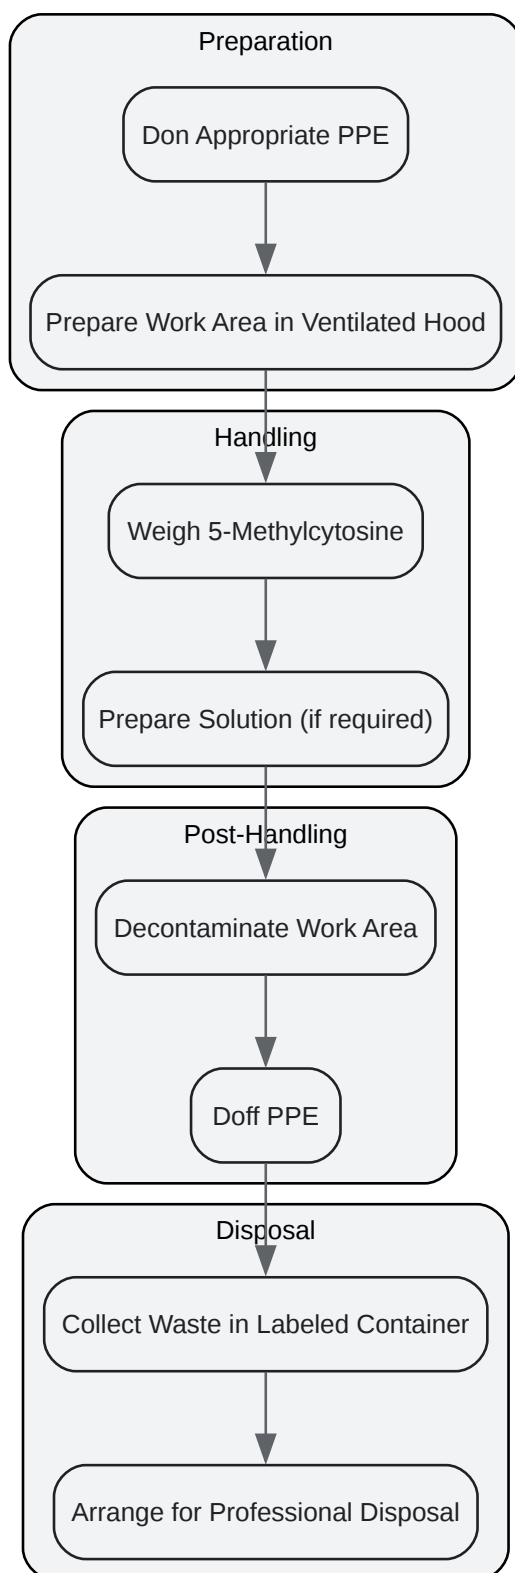 Preparation
Don Appropriate PPE
Prepare Work Area in Ventilated Hood
Handling
Weigh 5-Methylcytosine
Prepare Solution (if required)
Post-Handling
Decontaminate Work Area
Doff PPE
Disposal
Collect Waste in Labeled Container
Arrange for Professional Disposal